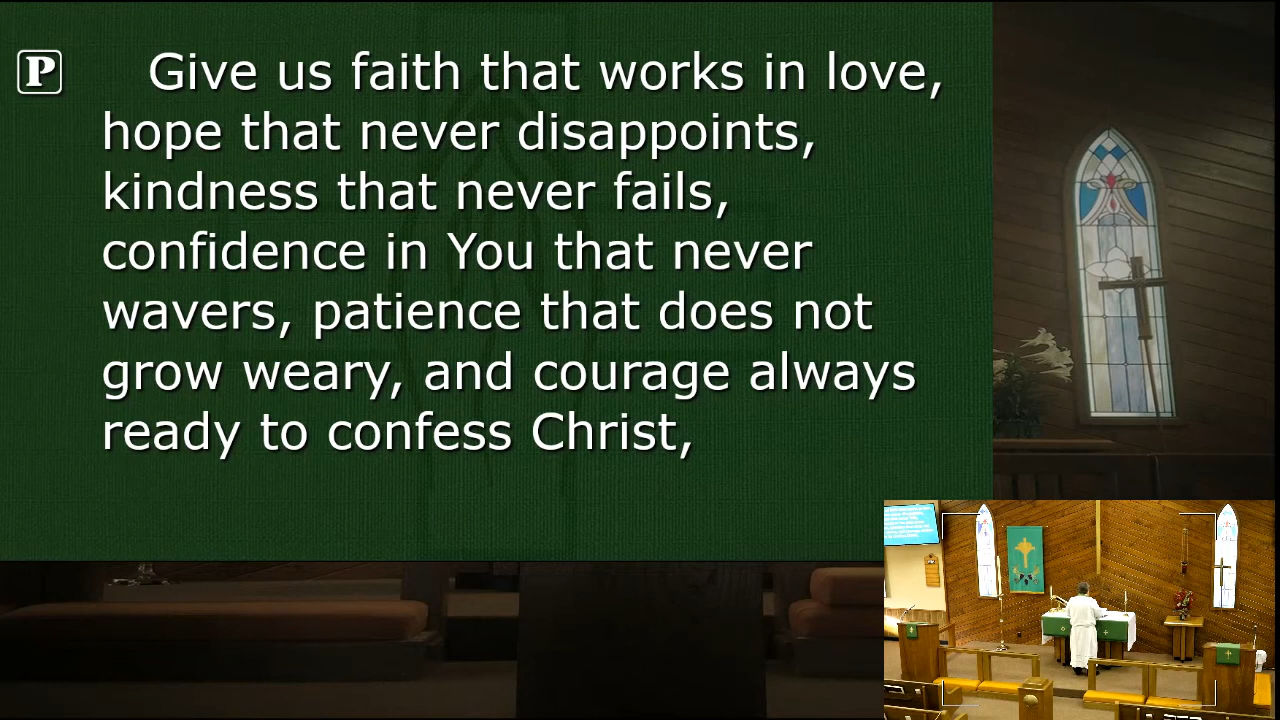 P Give us faith that works in love,
hope that never disappoints,
kindness that never fails,
confidence in You that never
wavers, patience that does not
grow weary, and courage always
ready to confess Christ,